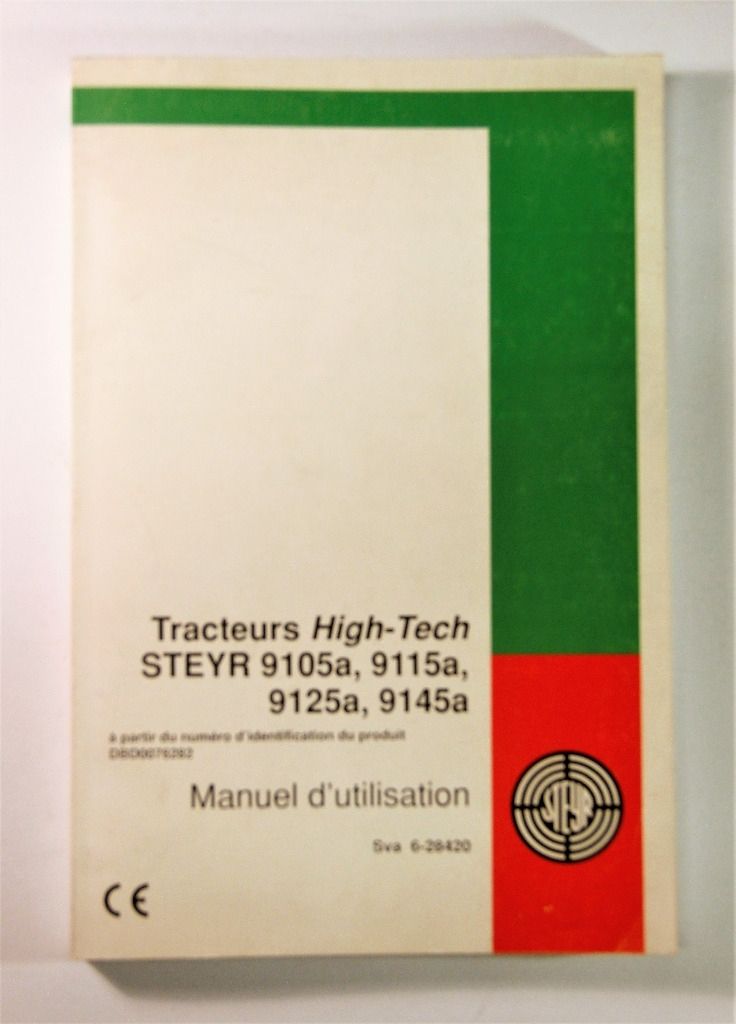 Tracteurs High-Tech
STEYR 9105a, 9115a,
9125a, 9145a
à partir du numéro d'identification du produit
Manuel d'utilisation
Sva 6-28420
STEYR
CE